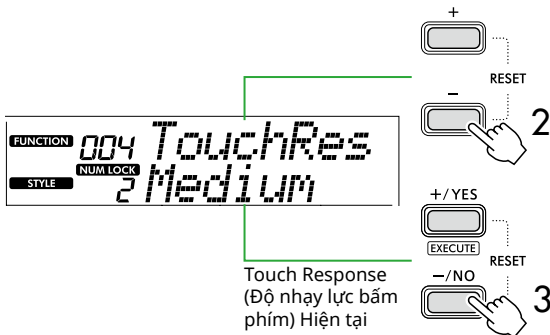 +
RESET
−
2
FUNCTION 004 TouchRes
NUM LOCK
STYLE 2 Medium
+/YES
EXECUTE
RESET
−/NO
3
Touch Response
(Độ nhạy lực bấm
phím) Hiện tại